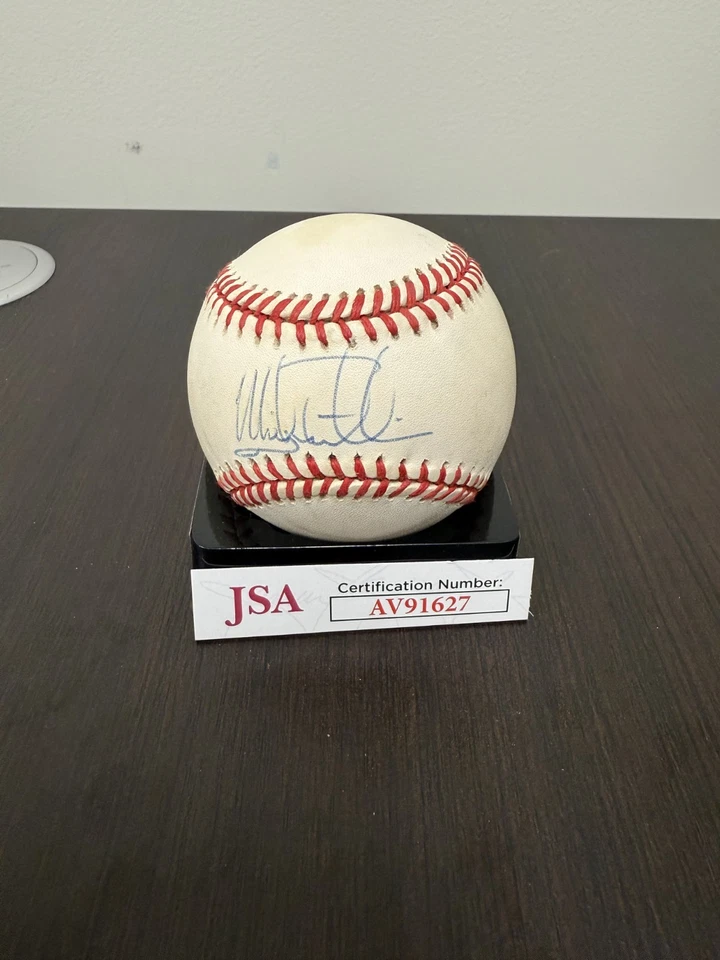 JSA
Certification Number:
AV91627